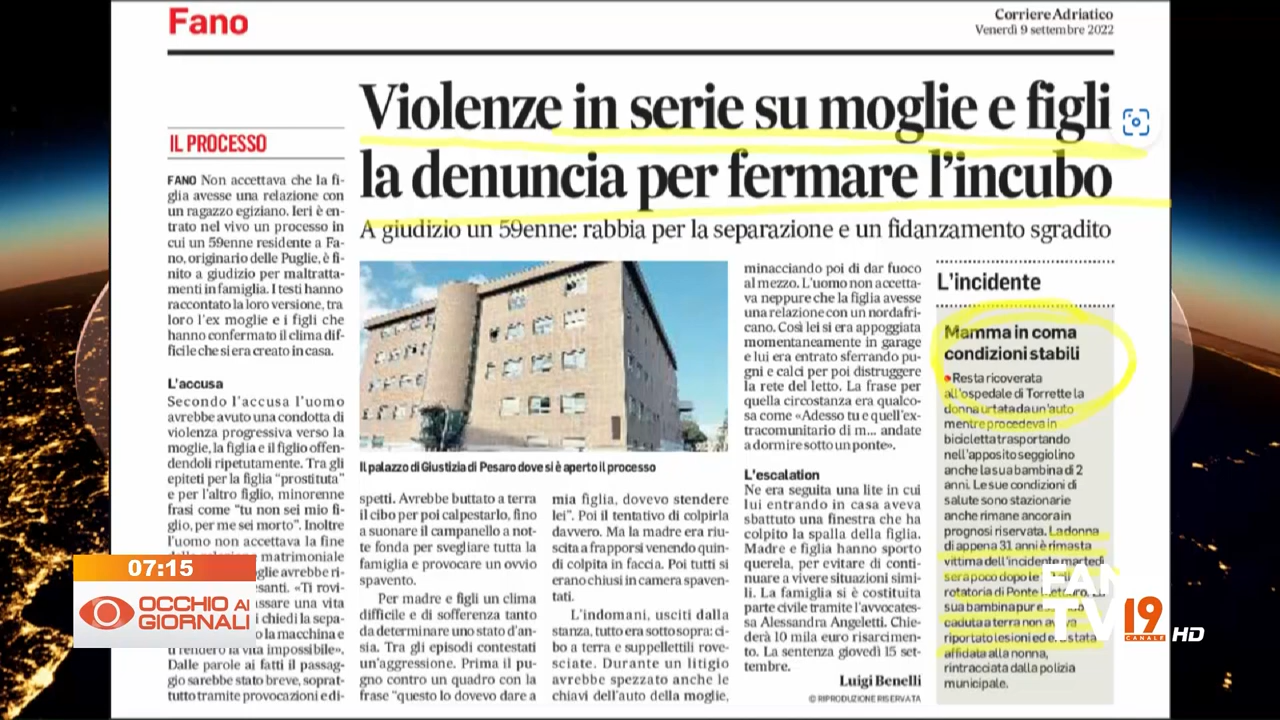 Fano
Corriere Adriatico
Venerdì 9 settembre 2022
Violenze in serie su moglie e figli
la denuncia per fermare l'incubo
A giudizio un 59enne: rabbia per la separazione e un fidanzamento sgradito
IL PROCESSO
FANO Non accettava che la fi-
glia avesse una relazione con
un ragazzo egiziano. Ieri è en-
trato nel vivo un processo in
cui un 59enne residente a Fa-
no, originario delle Puglie, è fi-
nito a giudizio per maltratta-
menti in famiglia. I testi hanno
raccontato la loro versione, tra
loro l'ex moglie e i figli che
hanno confermato il clima dif-
ficile che si era creato in casa.
L'accusa
Secondo l'accusa l'uomo
avrebbe avuto una condotta di
violenza progressiva verso la
moglie, la figlia e il figlio offen-
dendoli ripetutamente. Tra gli
epiteti per la figlia "prostituta"
e per l'altro figlio, minorenne
frasi come "tu non sei mio fi-
glio, per me sei morto". Inoltre
l'uomo non accettava la fine
matrimoniale
oglie avrebbe ri-
esanti. «Ti rovi-
assare una vita
i chiedi la sepa-
o la macchina e
ti renderò la vita impossibile».
Dalle parole ai fatti il passag-
gio sarebbe stato breve, soprat-
tutto tramite provocazioni e di-
Il palazzo di Giustizia di Pesaro dove si è aperto il processo
spetti. Avrebbe buttato a terra
il cibo per poi calpestarlo, fino
a suonare il campanello a not-
te fonda per svegliare tutta la
famiglia e provocare un ovvio
spavento.
Per madre e figli un clima
difficile e di sofferenza tanto
da determinare uno stato d'an-
sia. Tra gli episodi contestati
un'aggressione. Prima il pu-
gno contro un quadro con la
frase "questo lo dovevo dare a
mia figlia, dovevo stendere
lei". Poi il tentativo di colpirla
davvero. Ma la madre era riu-
scita a frapporsi venendo quin-
di colpita in faccia. Poi tutti si
erano chiusi in camera spaven-
tati.
L'indomani, usciti dalla
stanza, tutto era sotto sopra: ci-
bo a terra e suppellettili rove-
sciate. Durante un litigio
avrebbe spezzato anche le
chiavi dell'auto della moglie,
minacciando poi di dar fuoco
al mezzo. L'uomo non accetta-
va neppure che la figlia avesse
una relazione con un nordafri-
cano. Così lei si era appoggiata
momentaneamente in garage
e lui era entrato sferrando pu-
gni e calci per poi distruggere
la rete del letto. La frase per
quella circostanza era qualco-
sa come «Adesso tu e quell'ex-
tracomunitario di m... andate
a dormire sotto un ponte».
L'escalation
Ne era seguita una lite in cui
lui entrando in casa aveva
sbattuto una finestra che ha
colpito la spalla della figlia.
Madre e figlia hanno sporto
querela, per evitare di conti-
nuare a vivere situazioni simi-
li. La famiglia si è costituita
parte civile tramite l'avvocates-
sa Alessandra Angeletti. Chie-
derà 10 mila euro risarcimen-
to. La sentenza giovedì 15 set-
tembre.
Luigi Benelli
© RIPRODUZIONE RISERVATA
L'incidente
Mamma in coma
condizioni stabili
Resta ricoverata
all'ospedale di Torrette la
donna urtata da un'auto
mentre procedeva in
bicicletta trasportando
nell'apposito seggiolino
anche la sua bambina di 2
anni. Le sue condizioni di
salute sono stazionarie
anche rimane ancora in
prognosi riservata. La donna
di appena 31 anni è rimasta
vittima dell'incidente martedì
sera poco dopo le
rotatoria di Ponte
sua bambina pur
caduta a terra non
riportato lesioni ed è stata
affidata alla nonna,
rintracciata dalla polizia
municipale.
07:15
OCCHIO AI
GIORNALI
FANO
TV 19
CANALE HD